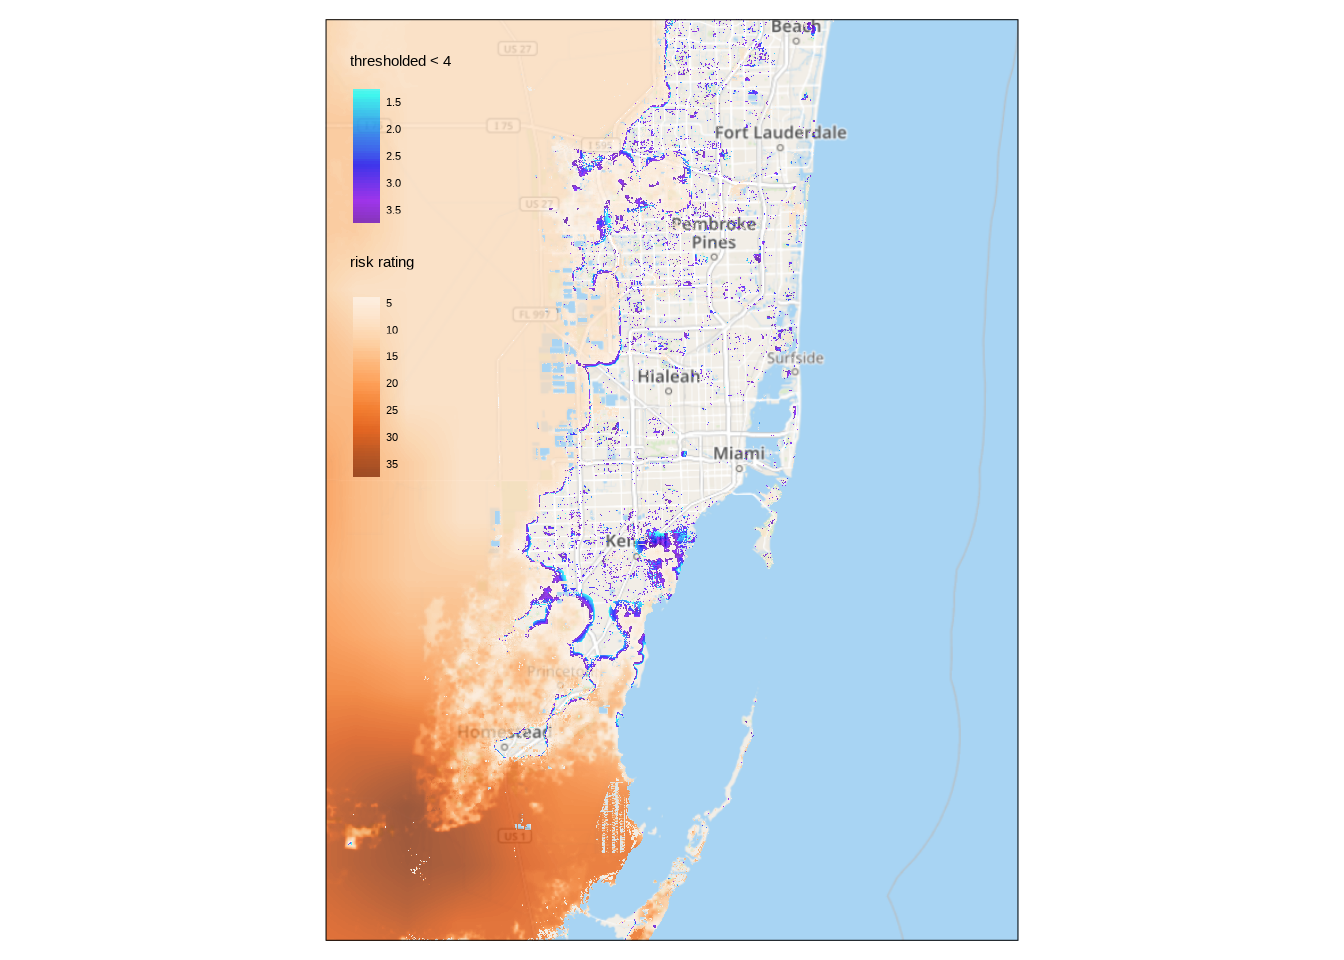 Beach
US 27
thresholded < 4
1.5
2.0
2.5
3.0
3.5
I 75
Fort Lauderdale
I 595
US 27
Pembroke
Pines
risk rating
5
10
15
20
25
30
35
FL 997
Surfside
Hialeah
Miami
Kendall
Princeton
Homestead
US 1